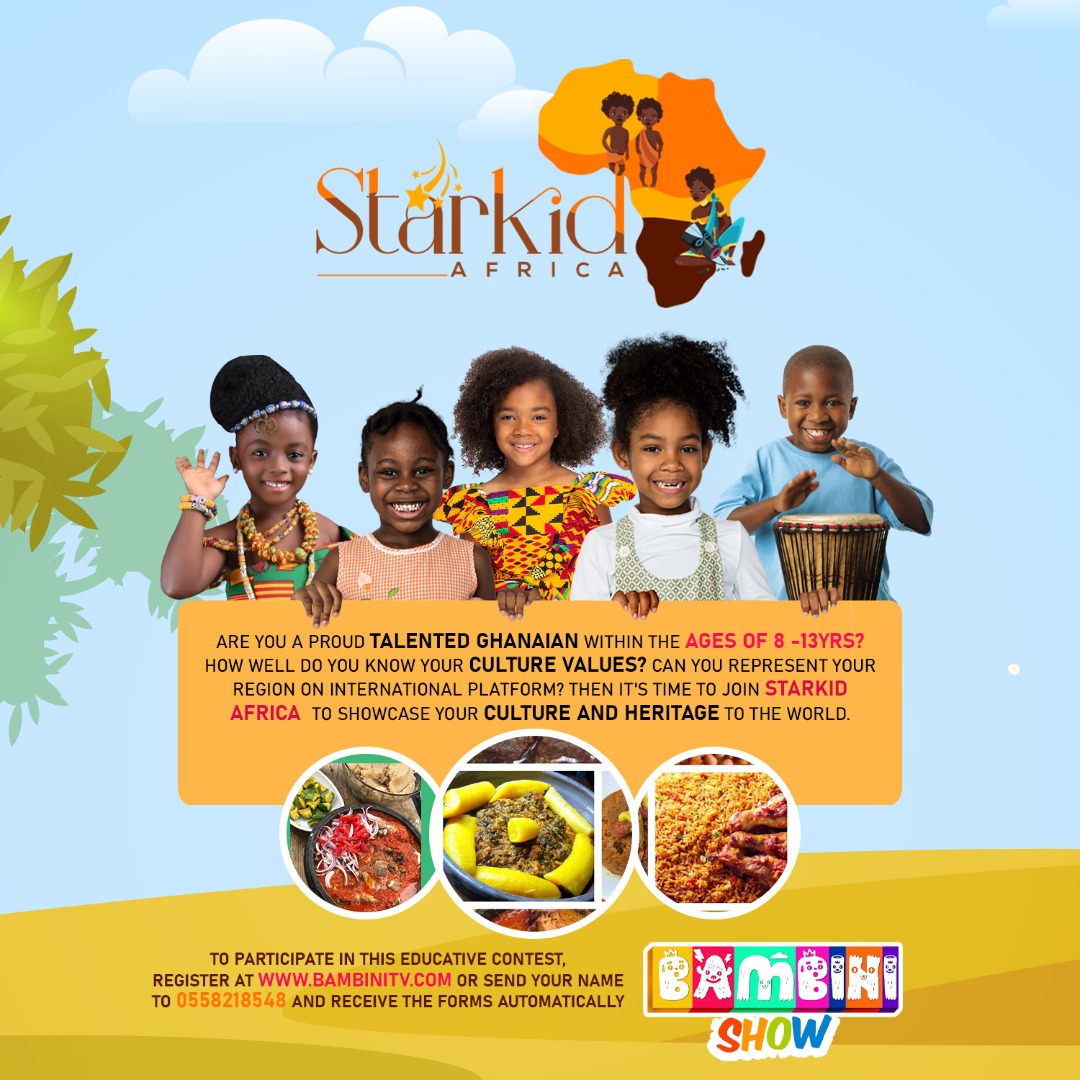 Starkid
AFRICA
ARE YOU A PROUD TALENTED GHANAIAN WITHIN THE AGES OF 8 -13YRS?
HOW WELL DO YOU KNOW YOUR CULTURE VALUES? CAN YOU REPRESENT YOUR
REGION ON INTERNATIONAL PLATFORM? THEN IT'S TIME TO JOIN STARKID
AFRICA TO SHOWCASE YOUR CULTURE AND HERITAGE TO THE WORLD.
TO PARTICIPATE IN THIS EDUCATIVE CONTEST,
REGISTER AT WWW.BAMBINITV.COM OR SEND YOUR NAME
TO 0558218548 AND RECEIVE THE FORMS AUTOMATICALLY
BAMBINI
SHOW